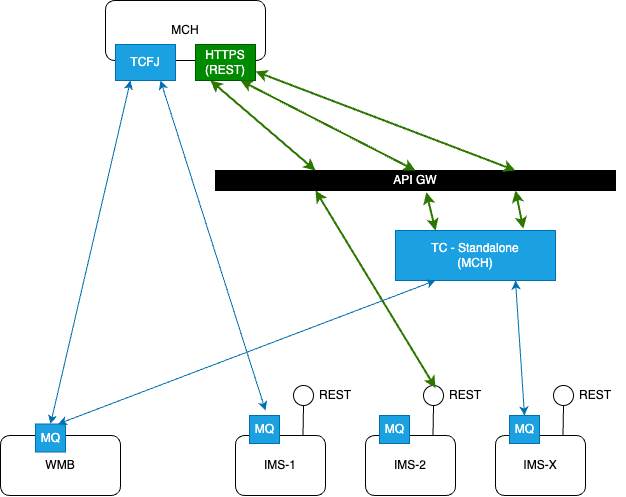 MCH
TCFJ
HTTPS
(REST)
API GW
TC - Standalone
(MCH)
REST
REST
REST
MQ
MQ
MQ
MQ
WMB
IMS-1
IMS-2
IMS-X